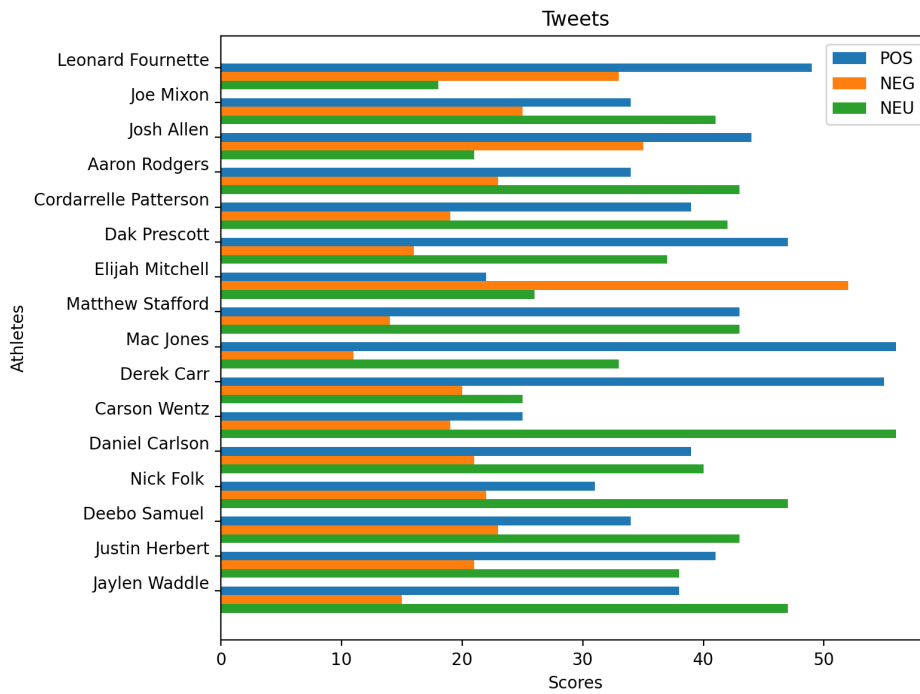 Tweets
Leonard Fournette
Joe Mixon
Josh Allen
Aaron Rodgers
Cordarrelle Patterson
Dak Prescott
Elijah Mitchell
Matthew Stafford
Mac Jones
Derek Carr
Carson Wentz
Daniel Carlson
Nick Folk
Deebo Samuel
Justin Herbert
Jaylen Waddle
Athletes
POS
NEG
NEU
0 10 20 30 40 50
Scores